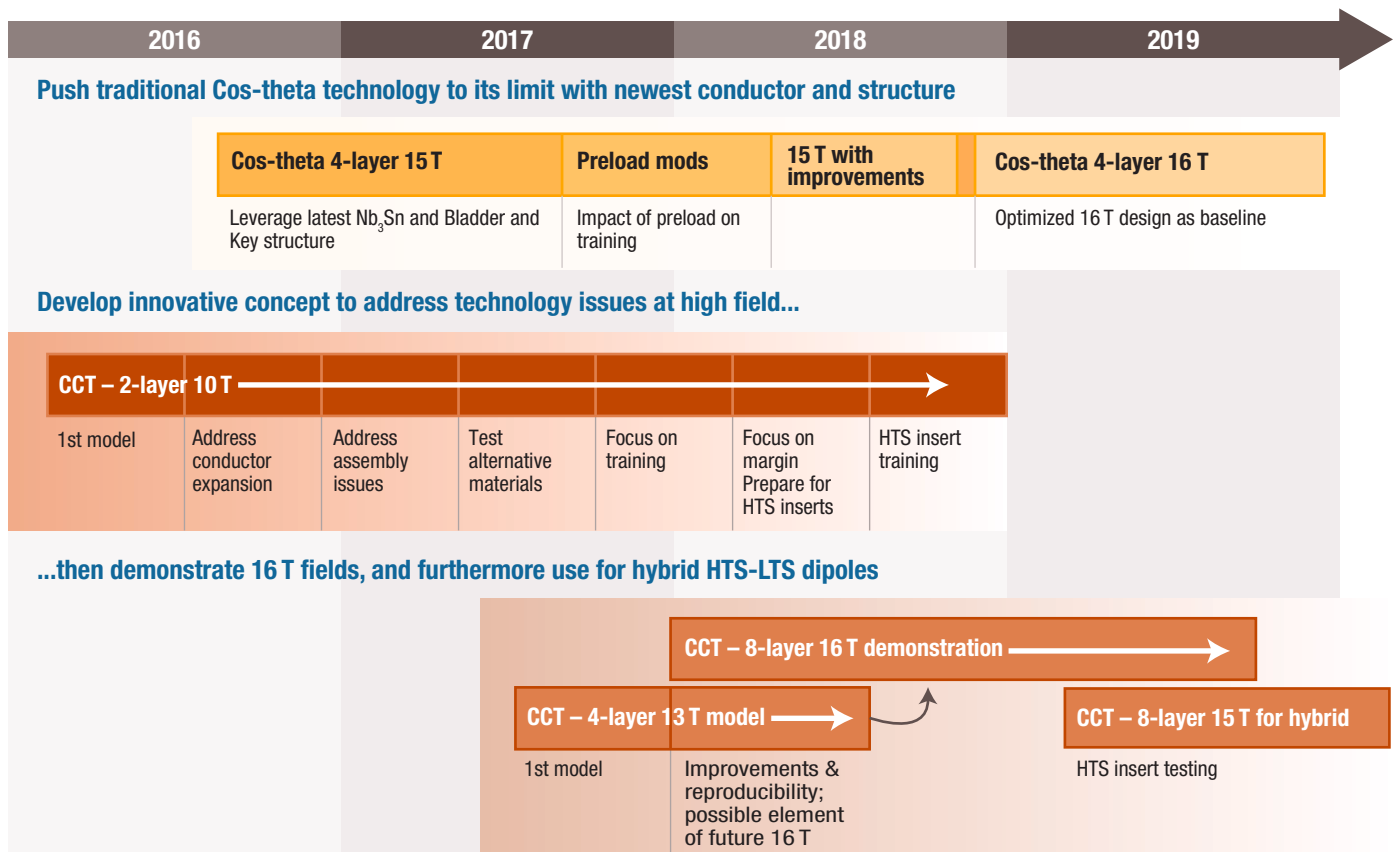 2016
2017
2018
2019
Push traditional Cos-theta technology to its limit with newest conductor and structure
Cos-theta 4-layer 15 T
Preload mods
15 T with
improvements
Cos-theta 4-layer 16 T
Leverage latest Nb₃Sn and Bladder and
Key structure
Impact of preload on
training
Optimized 16 T design as baseline
Develop innovative concept to address technology issues at high field...
CCT – 2-layer 10 T
1st model
Address
conductor
expansion
Address
assembly
issues
Test
alternative
materials
Focus on
training
Focus on
margin
Prepare for
HTS inserts
HTS insert
training
...then demonstrate 16 T fields, and furthermore use for hybrid HTS-LTS dipoles
CCT – 8-layer 16 T demonstration
CCT – 4-layer 13 T model
CCT – 8-layer 15 T for hybrid
1st model
Improvements &
reproducibility;
possible element
of future 16 T
HTS insert testing